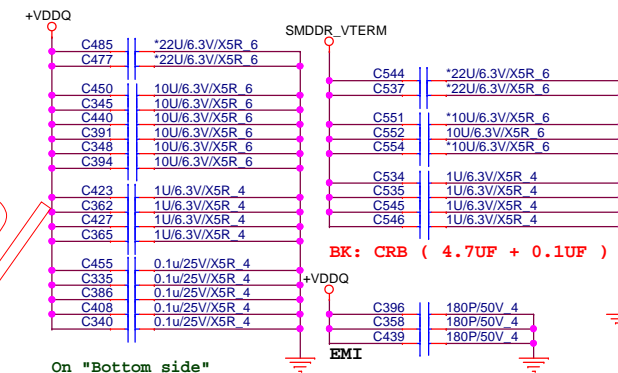 +VDDQ
C485 *22U/6.3V/X5R_6
C477 *22U/6.3V/X5R_6
C450 10U/6.3V/X5R_6
C345 10U/6.3V/X5R_6
C440 10U/6.3V/X5R_6
C391 10U/6.3V/X5R_6
C348 10U/6.3V/X5R_6
C394 10U/6.3V/X5R_6
C423 1U/6.3V/X5R_4
C362 1U/6.3V/X5R_4
C427 1U/6.3V/X5R_4
C365 1U/6.3V/X5R_4
C455 0.1u/25V/X5R_4
C335 0.1u/25V/X5R_4
C386 0.1u/25V/X5R_4
C408 0.1u/25V/X5R_4
C340 0.1u/25V/X5R_4
On "Bottom side"
SMDDR_VTERM
C544 *22U/6.3V/X5R_6
C537 *22U/6.3V/X5R_6
C551 *10U/6.3V/X5R_6
C552 10U/6.3V/X5R_6
C554 *10U/6.3V/X5R_6
C534 1U/6.3V/X5R_4
C535 1U/6.3V/X5R_4
C545 1U/6.3V/X5R_4
C546 1U/6.3V/X5R_4
BK: CRB ( 4.7UF + 0.1UF )
+VDDQ
C396 180P/50V_4
C358 180P/50V_4
C439 180P/50V_4
EMI